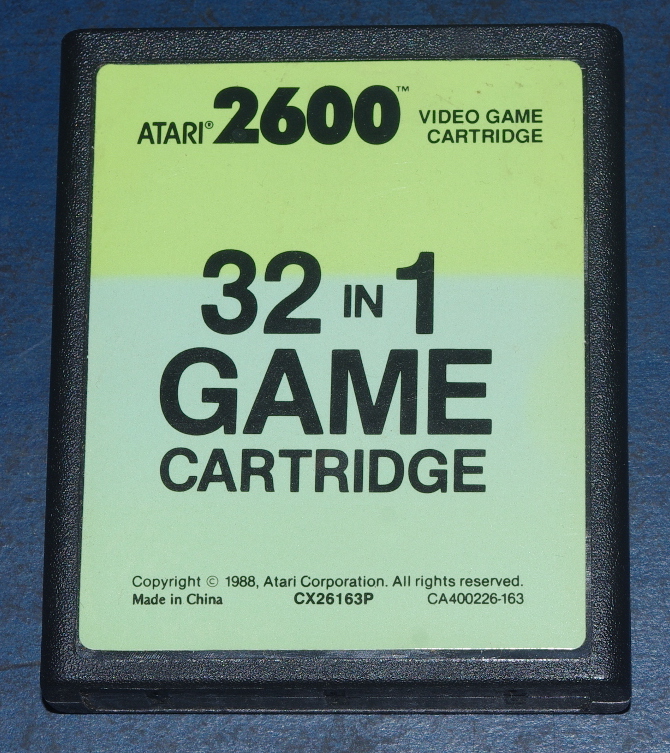 ATARI® 2600™ VIDEO GAME
CARTRIDGE
32 IN 1
GAME
CARTRIDGE
Copyright © 1988, Atari Corporation. All rights reserved.
Made in China CX26163P CA400226-163